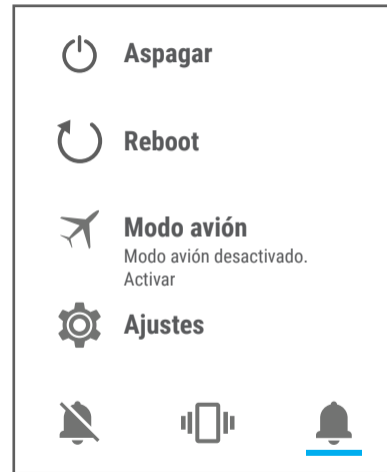 Aspagar
Reboot
Modo avión
Modo avión desactivado.
Activar
Ajustes